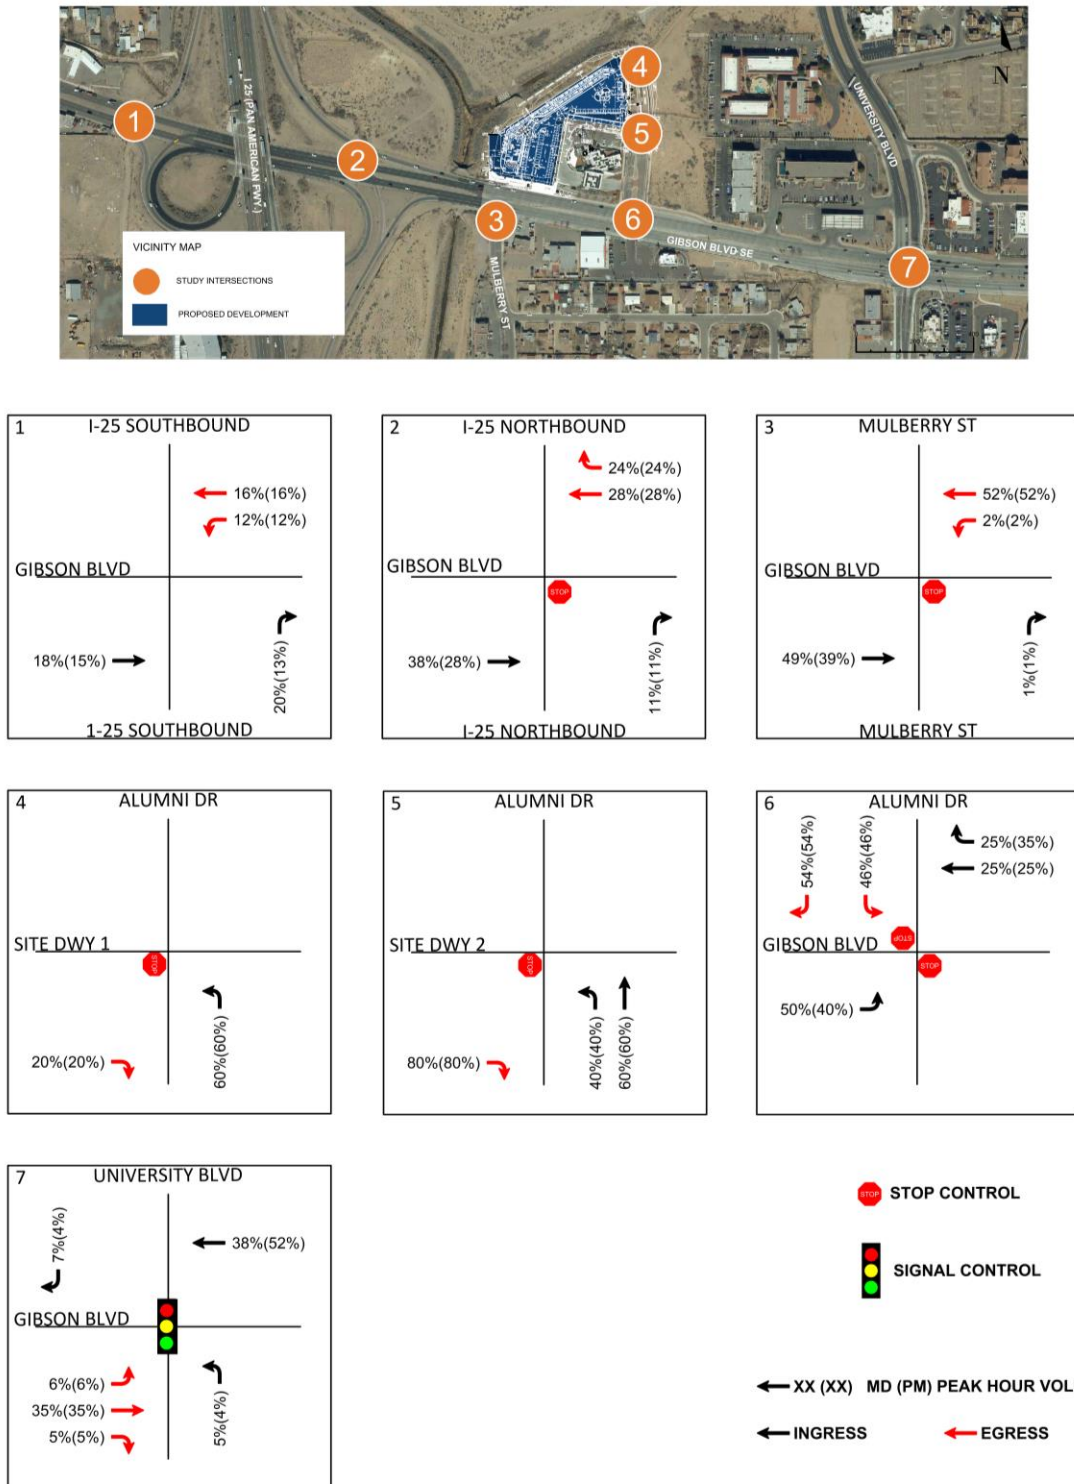 4
5
1
2
I 25 (PAN AMERICAN FWY.)
UNIVERSITY BLVD
N
3
6
7
MULBERRY ST
GIBSON BLVD SE
VICINITY MAP
STUDY INTERSECTIONS
PROPOSED DEVELOPMENT
1
I-25 SOUTHBOUND
16%(16%)
12%(12%)
GIBSON BLVD
18%(15%)
20%(13%)
1-25 SOUTHBOUND
2
I-25 NORTHBOUND
24%(24%)
28%(28%)
GIBSON BLVD
STOP
38%(28%)
11%(11%)
I-25 NORTHBOUND
3
MULBERRY ST
52%(52%)
2%(2%)
GIBSON BLVD
STOP
49%(39%)
1%(1%)
MULBERRY ST
4
ALUMNI DR
SITE DWY 1
STOP
20%(20%)
60%(60%)
5
ALUMNI DR
SITE DWY 2
STOP
80%(80%)
40%(40%)
60%(60%)
6
ALUMNI DR
54%(54%)
46%(46%)
25%(35%)
25%(25%)
GIBSON BLVD
STOP
STOP
50%(40%)
7
UNIVERSITY BLVD
7%(4%)
38%(52%)
GIBSON BLVD
6%(6%)
35%(35%)
5%(5%)
5%(4%)
STOP
STOP CONTROL
SIGNAL CONTROL
XX (XX) MD (PM) PEAK HOUR VOL
INGRESS
EGRESS